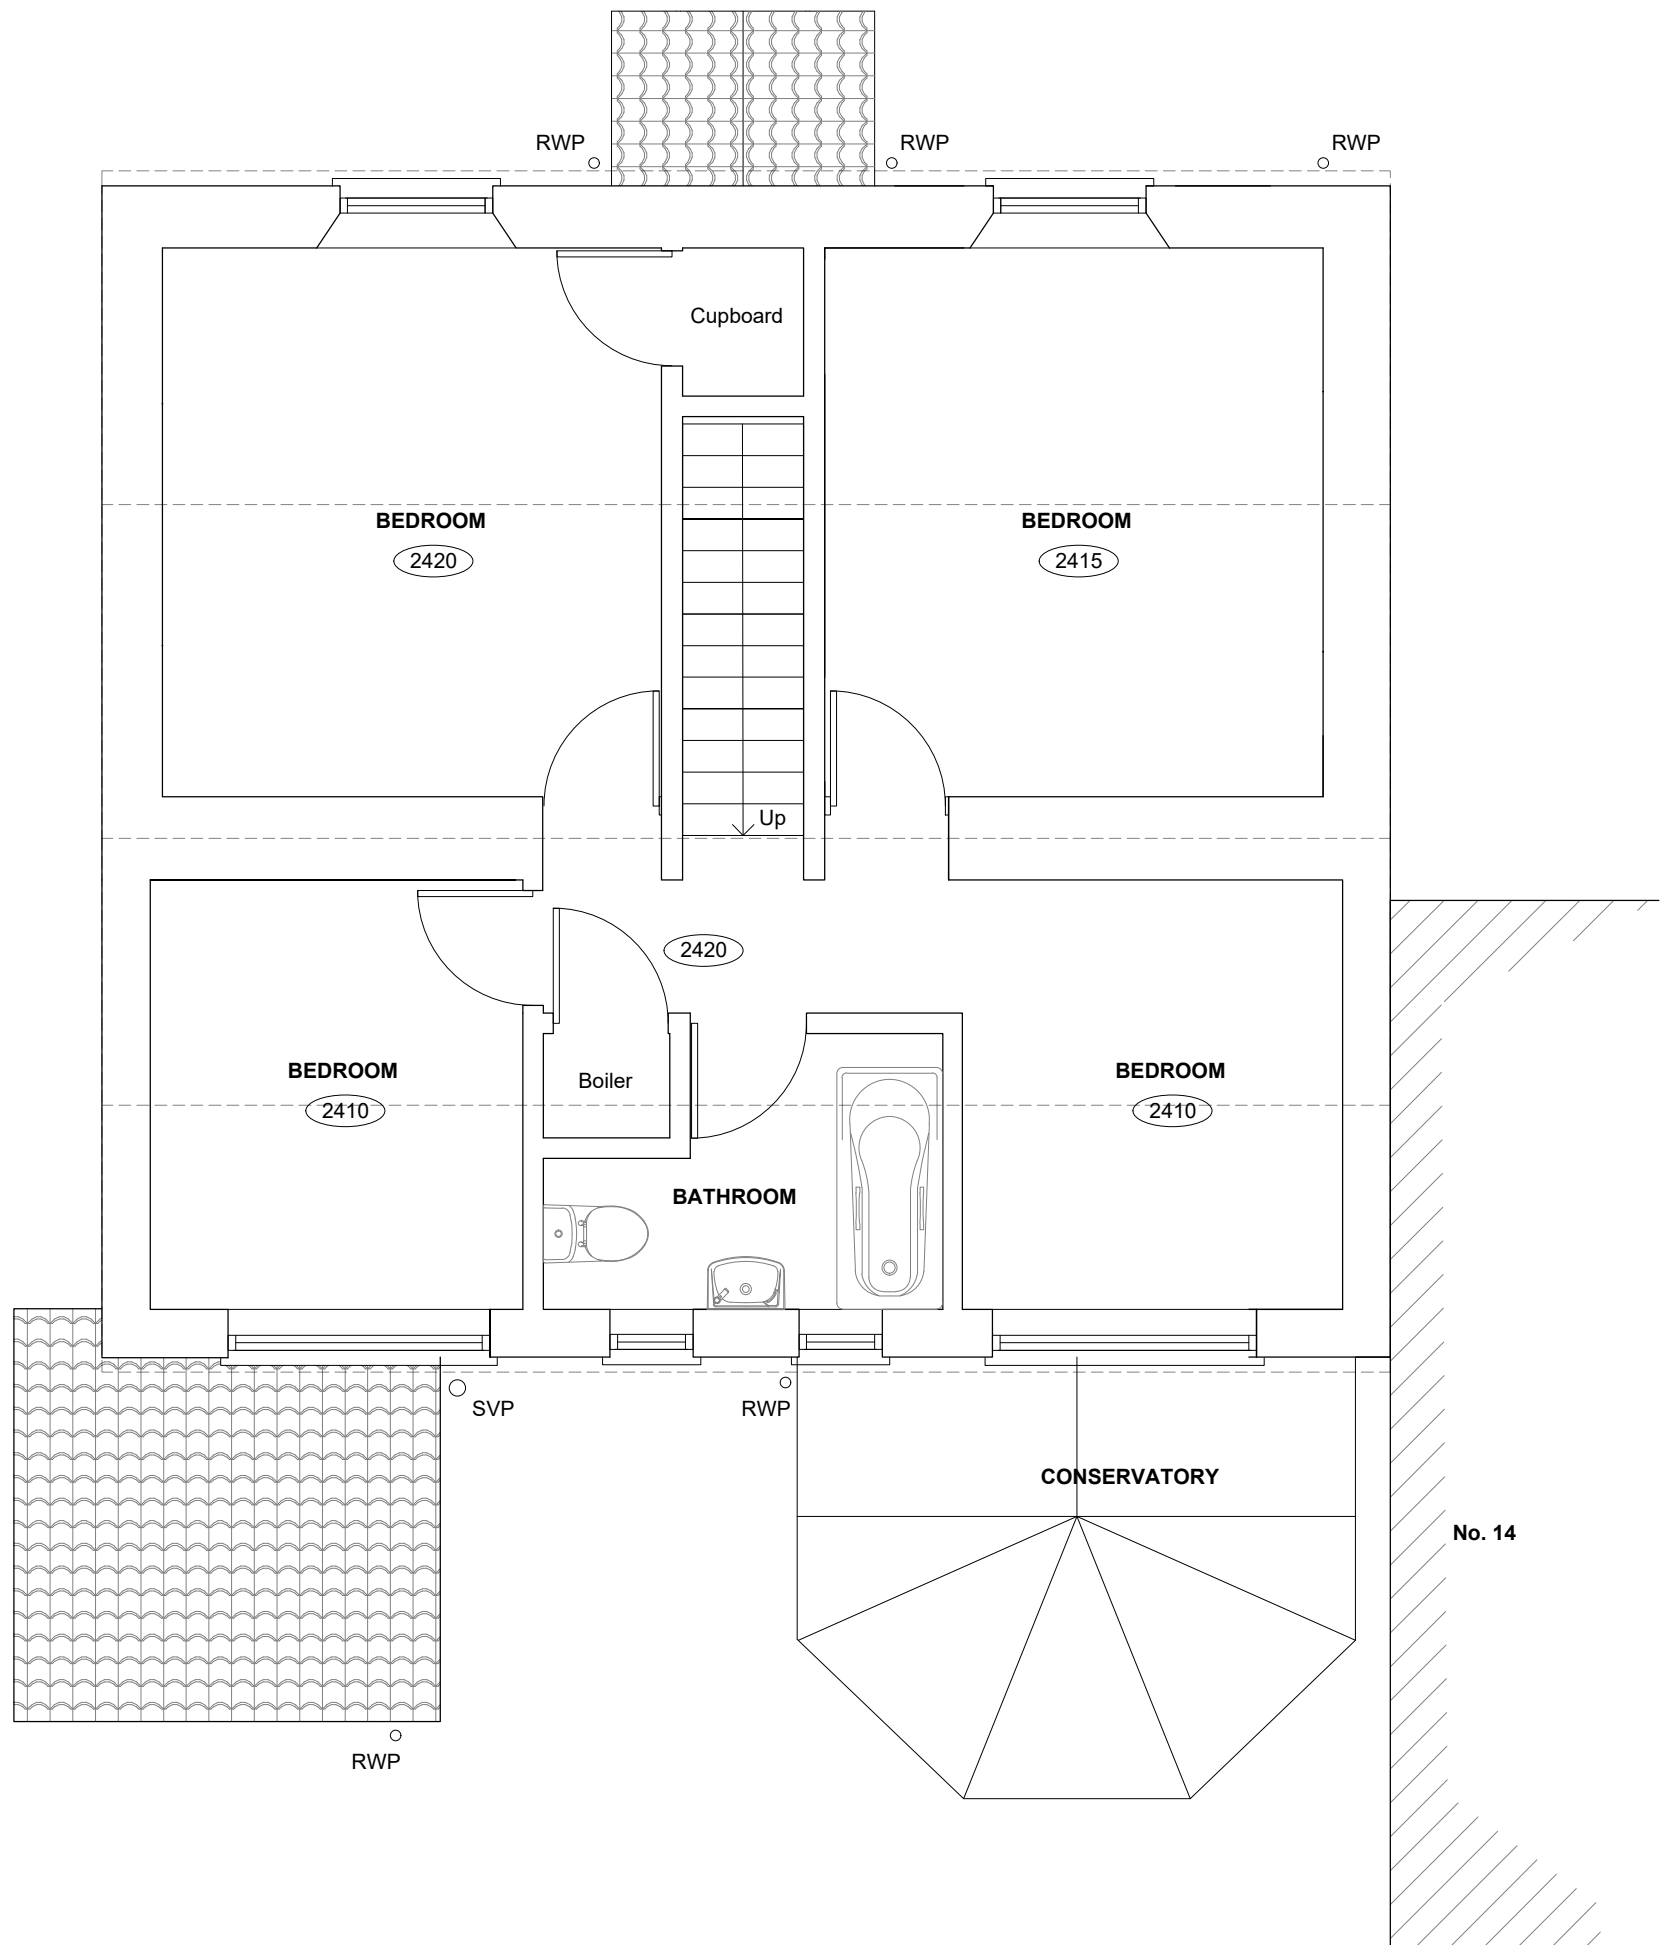 RWP
RWP
RWP
Cupboard
BEDROOM
2420
BEDROOM
2415
Up
2420
BEDROOM
2410
Boiler
BEDROOM
2410
BATHROOM
SVP
RWP
CONSERVATORY
No. 14
RWP